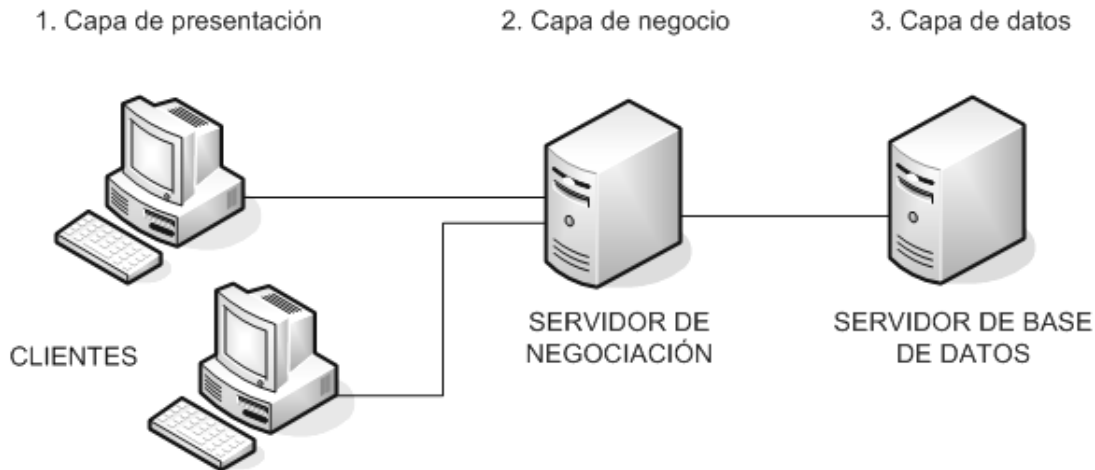 1. Capa de presentación
2. Capa de negocio
3. Capa de datos
CLIENTES
SERVIDOR DE
NEGOCIACIÓN
SERVIDOR DE BASE
DE DATOS